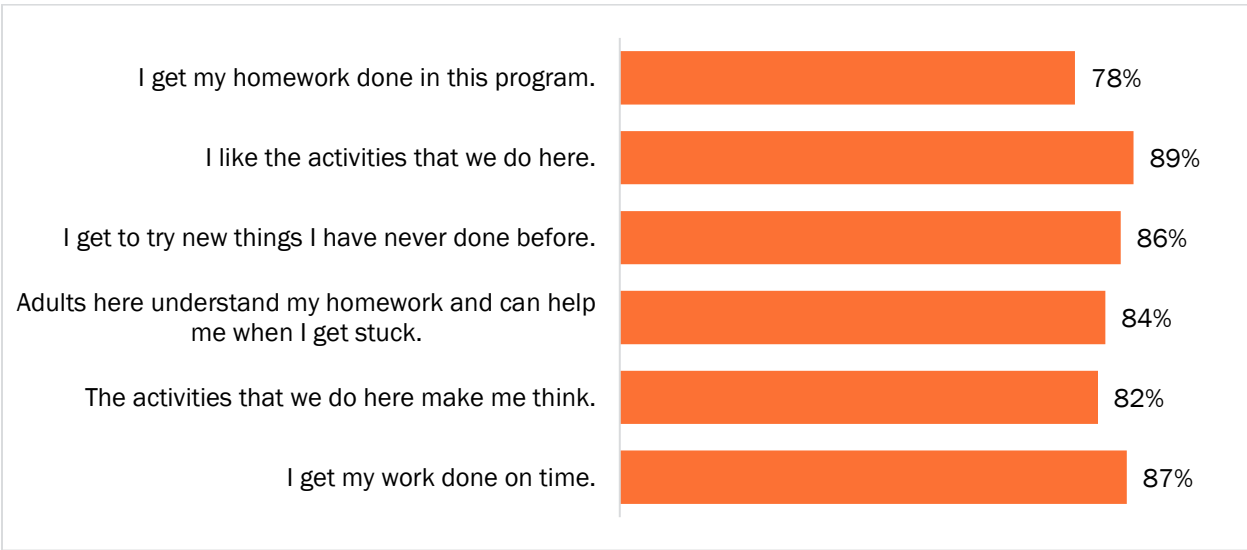 I get my homework done in this program.
78%
I like the activities that we do here.
89%
I get to try new things I have never done before.
86%
Adults here understand my homework and can help
me when I get stuck.
84%
The activities that we do here make me think.
82%
I get my work done on time.
87%